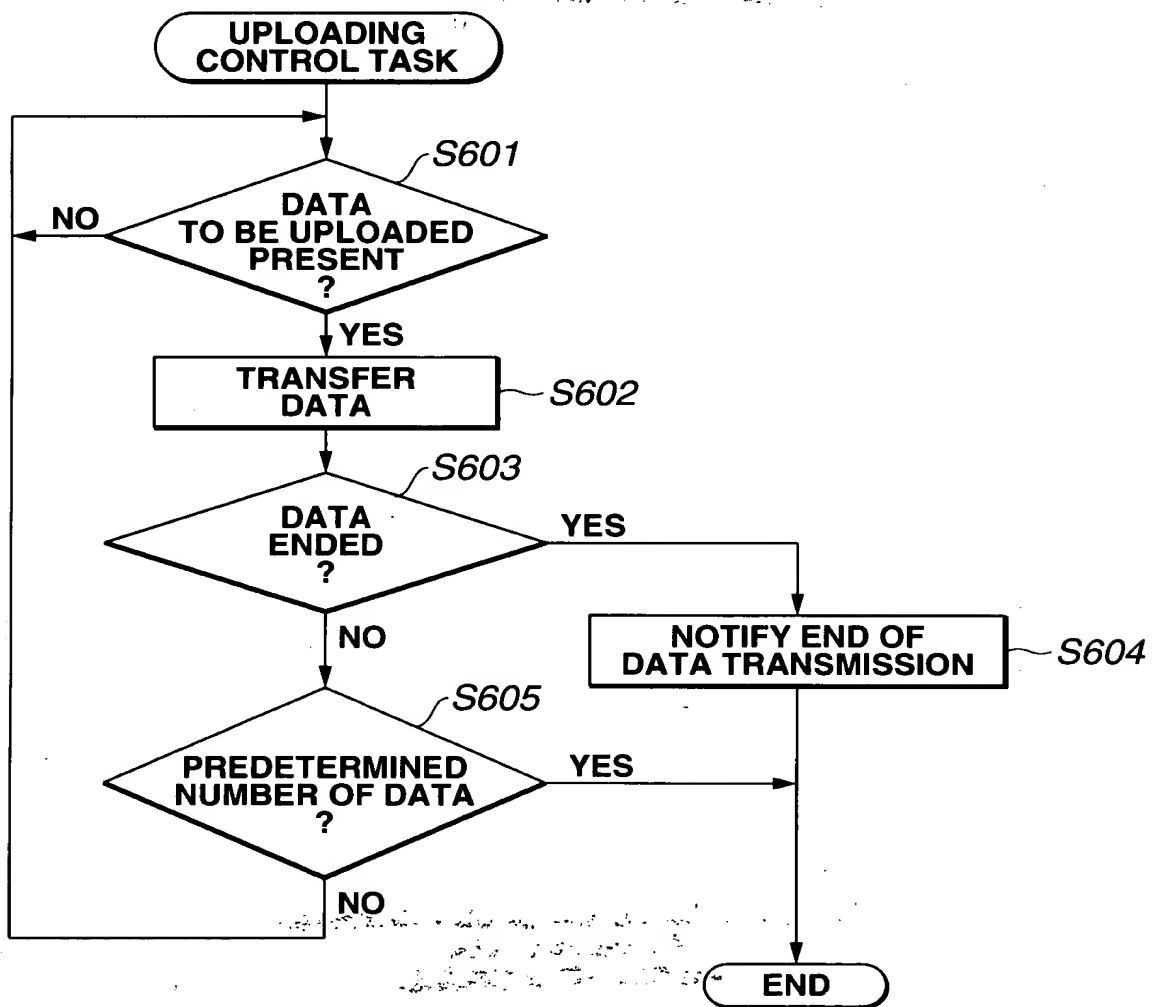 UPLOADING
CONTROL TASK
S601
DATA
TO BE UPLOADED
PRESENT
?
NO
YES
TRANSFER
DATA
S602
S603
DATA
ENDED
?
YES
NO
NOTIFY END OF
DATA TRANSMISSION
S604
S605
PREDETERMINED
NUMBER OF DATA
?
YES
NO
END